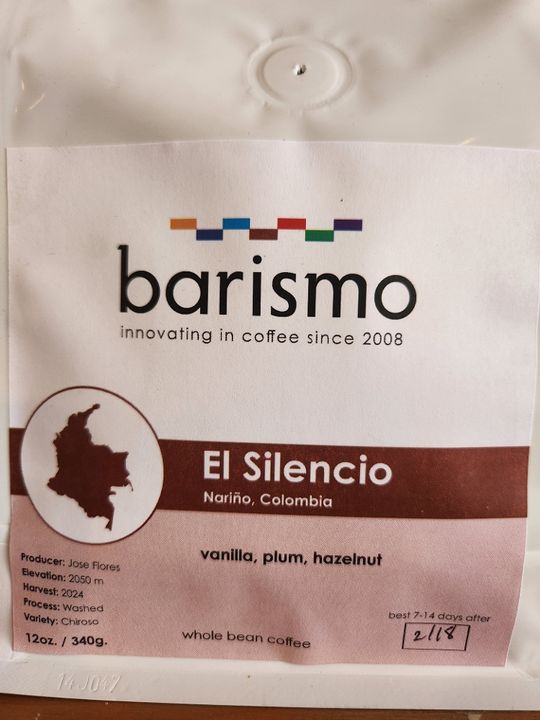 barismo
innovating in coffee since 2008
El Silencio
Nariño, Colombia
vanilla, plum, hazelnut
Producer: Jose Flores
Elevation: 2050 m
Harvest: 2024
Process: Washed
Variety: Chiroso
12oz. / 340g.
whole bean coffee
best 7-14 days after
2/18